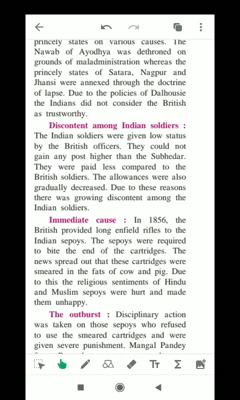 princely states on various causes. The
Nawab of Ayodhya was dethroned on
grounds of maladministration whereas the
princely states of Satara, Nagpur and
Jhansi were annexed through the doctrine
of lapse. Due to the policies of Dalhousie
the Indians did not consider the British
as trustworthy.
Discontent among Indian soldiers :
The Indian soldiers were given low status
by the British officers. They could not
gain any post higher than the Subhedar.
They were paid less compared to the
British soldiers. The allowances were also
gradually decreased. Due to these reasons
there was growing discontent among the
Indian soldiers.
Immediate cause : In 1856, the
British provided long enfield rifles to the
Indian sepoys. The sepoys were required
to bite the end of the cartridges. The
news spread out that these cartridges were
smeared in the fats of cow and pig. Due
to this the religious sentiments of Hindu
and Muslim sepoys were hurt and made
them unhappy.
The outburst : Disciplinary action
was taken on those sepoys who refused
to use the smeared cartridges and were
given severe punishment. Mangal Pandey